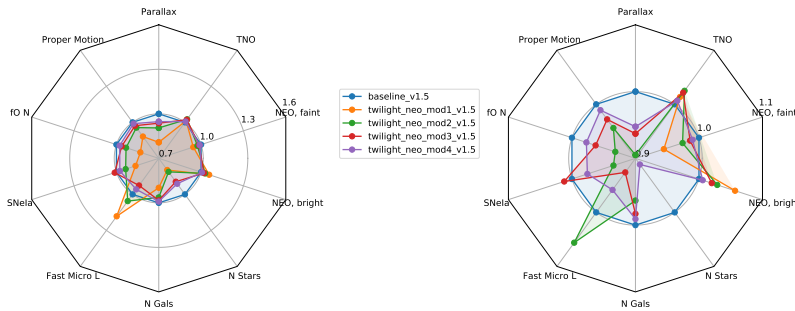 Parallax
TNO
NEO, faint
NEO, bright
N Stars
N Gals
Fast Micro L
SNeIa
fO N
Proper Motion
0.7
1.0
1.3
1.6
baseline_v1.5
twilight_neo_mod1_v1.5
twilight_neo_mod2_v1.5
twilight_neo_mod3_v1.5
twilight_neo_mod4_v1.5
Parallax
TNO
NEO, faint
NEO, bright
N Stars
N Gals
Fast Micro L
SNeIa
fO N
Proper Motion
0.9
1.0
1.1